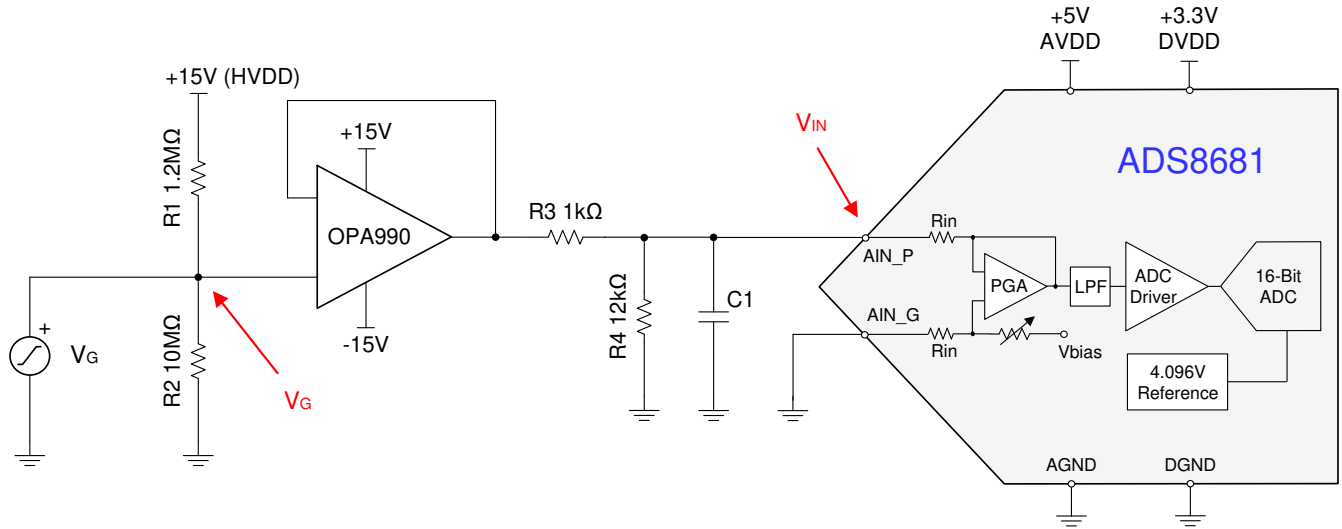 +5V
AVDD
+3.3V
DVDD
+15V (HVDD)
R1 1.2MΩ
+15V
OPA990
-15V
VG
R2 10MΩ
VG
R3 1kΩ
R4 12kΩ
C1
VIN
ADS8681
AIN_P
Rin
PGA
LPF
ADC
Driver
16-Bit
ADC
AIN_G
Rin
Vbias
4.096V
Reference
AGND
DGND
+